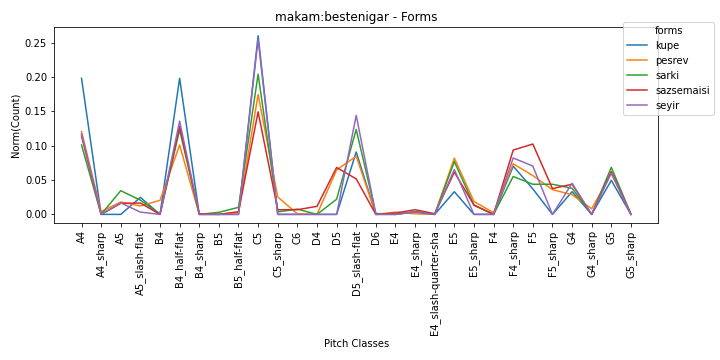 makam:bestenigar - Forms
forms
kupe
pesrev
sarki
sazsemaisi
seyir
Norm(Count)
0.25
0.20
0.15
0.10
0.05
0.00
A4
A4_sharp
A5
A5_slash-flat
B4
B4_half-flat
B4_sharp
B5
B5_half-flat
C5
C5_sharp
C6
D4
D5
D5_slash-flat
D6
E4
E4_sharp
E4_slash-quarter-sha
E5
E5_sharp
F4
F4_sharp
F5
F5_sharp
G4
G4_sharp
G5
G5_sharp
Pitch Classes